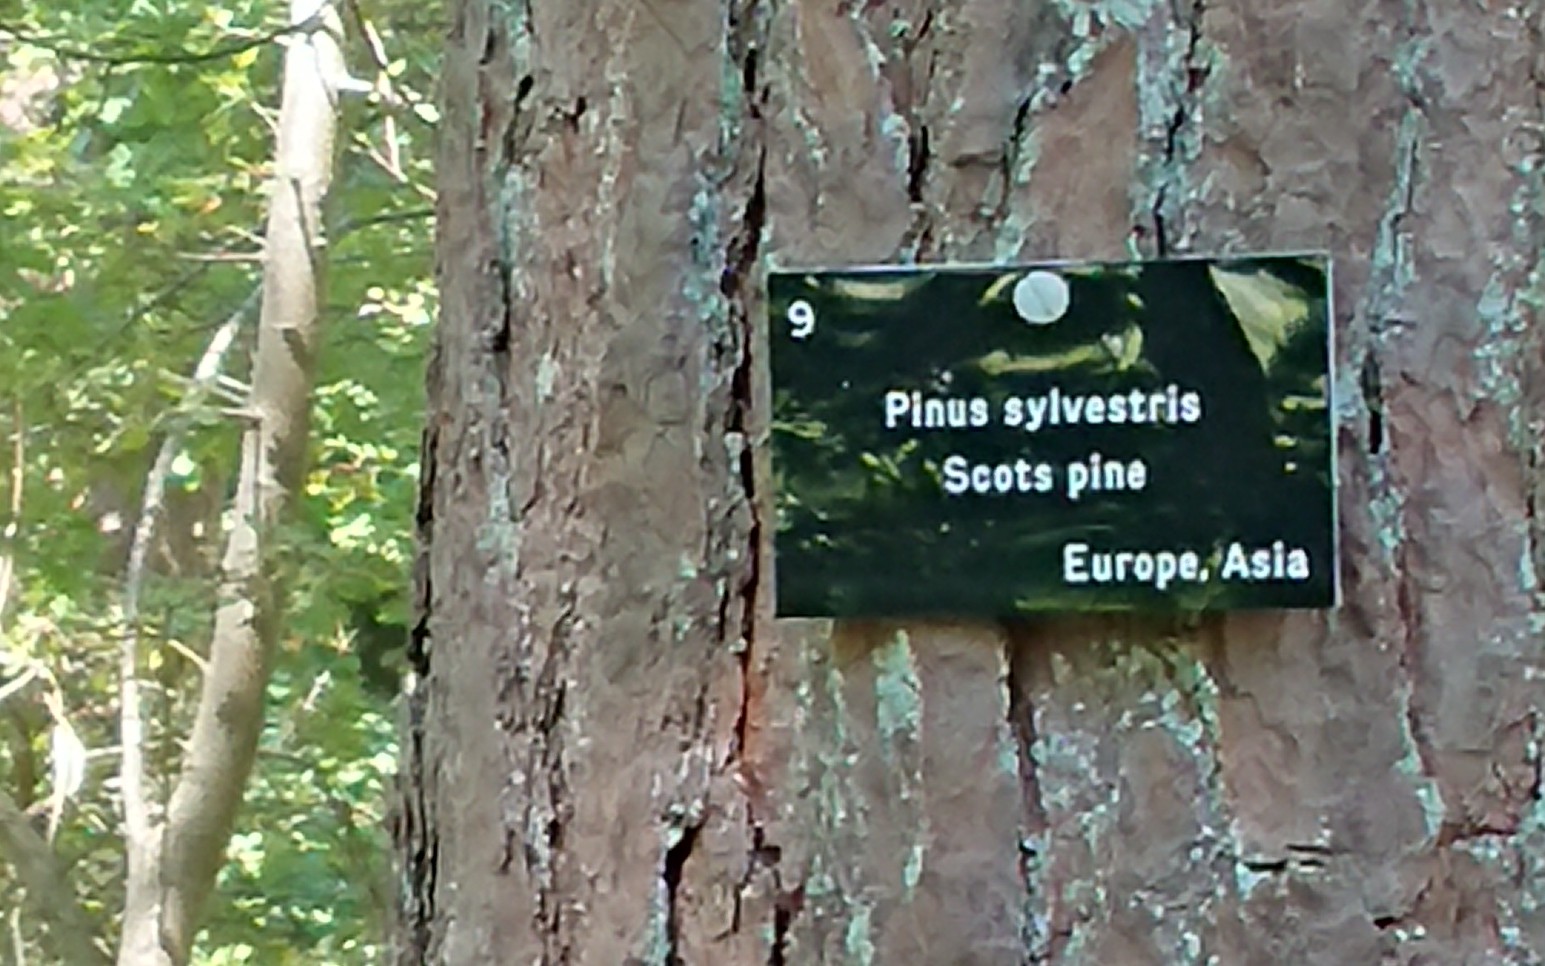 9
Pinus sylvestris
Scots pine
Europe, Asia